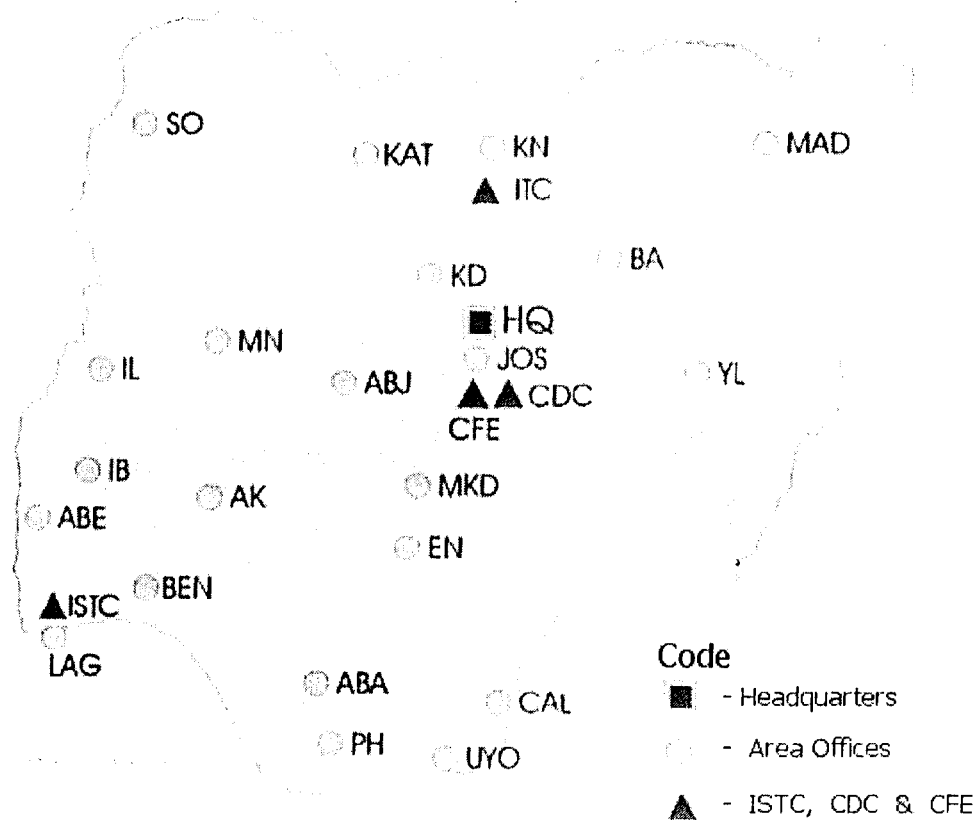 SO
KAT
KN
MAD
ITC
BA
KD
HQ
MN
JOS
IL
ABJ
YL
CDC
CFE
IB
MKD
AK
ABE
EN
BEN
ISTC
LAG
ABA
CAL
PH
UYO
Code
- Headquarters
- Area Offices
- ISTC, CDC & CFE